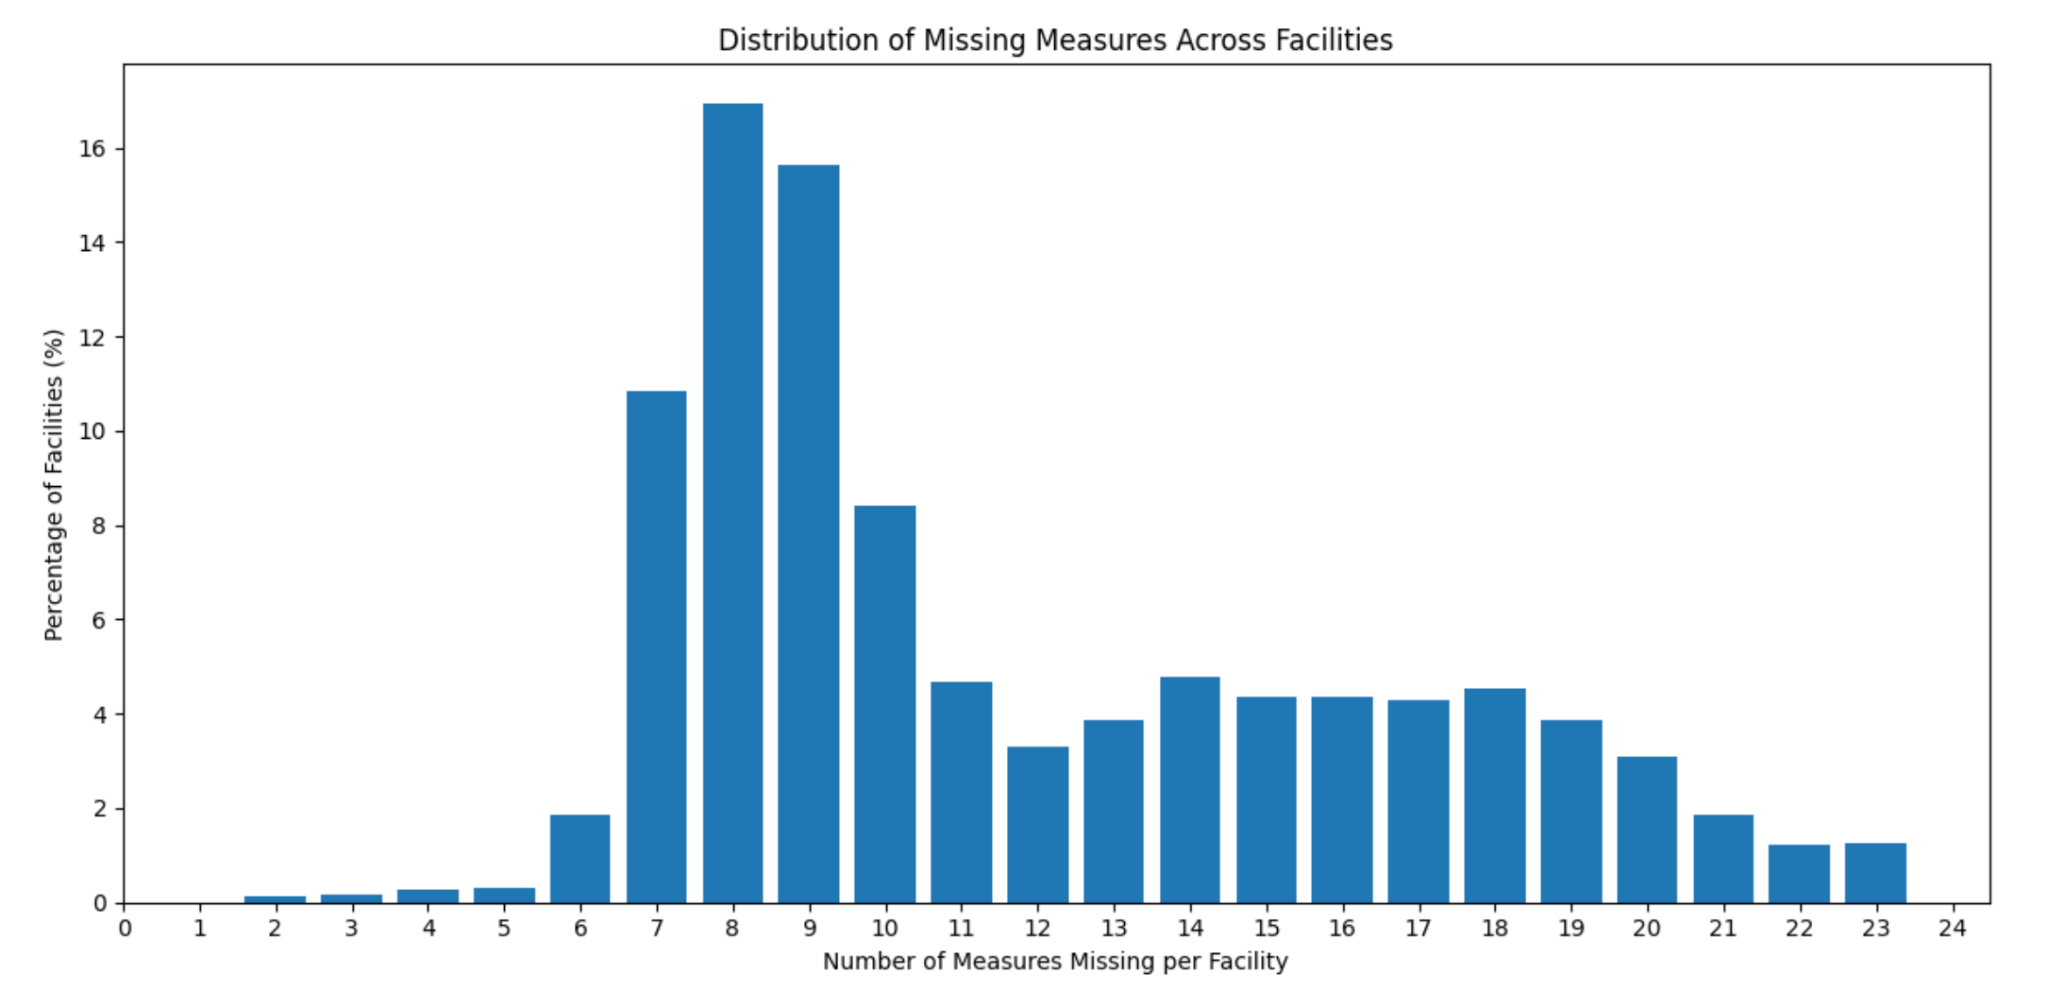 Distribution of Missing Measures Across Facilities
Percentage of Facilities (%)
16
14
12
10
8
6
4
2
0
0 1 2 3 4 5 6 7 8 9 10 11 12 13 14 15 16 17 18 19 20 21 22 23 24
Number of Measures Missing per Facility